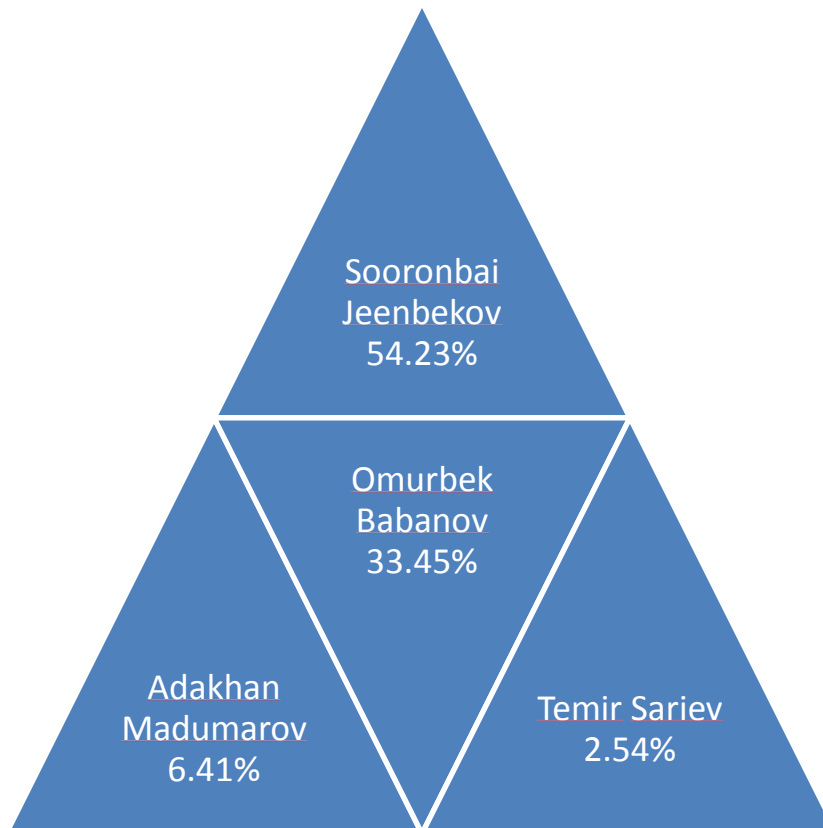 Sooronbai
Jeenbekov
54.23%
Omurbek
Babanov
33.45%
Adakhan
Madumarov
6.41%
Temir Sariev
2.54%